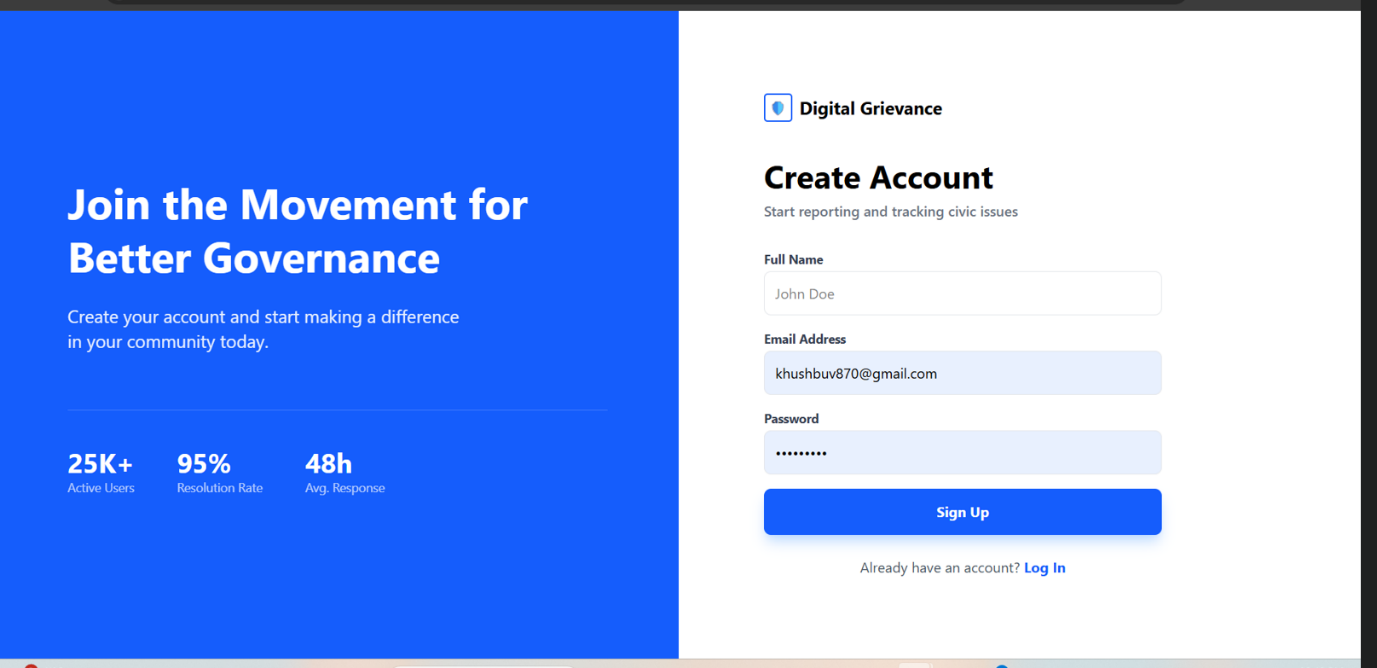 Join the Movement for
Better Governance
Create your account and start making a difference
in your community today.
25K+
Active Users
95%
Resolution Rate
48h
Avg. Response
Digital Grievance
Create Account
Start reporting and tracking civic issues
Full Name
John Doe
Email Address
khushbuv870@gmail.com
Password
•••••••••
Sign Up
Already have an account? Log In